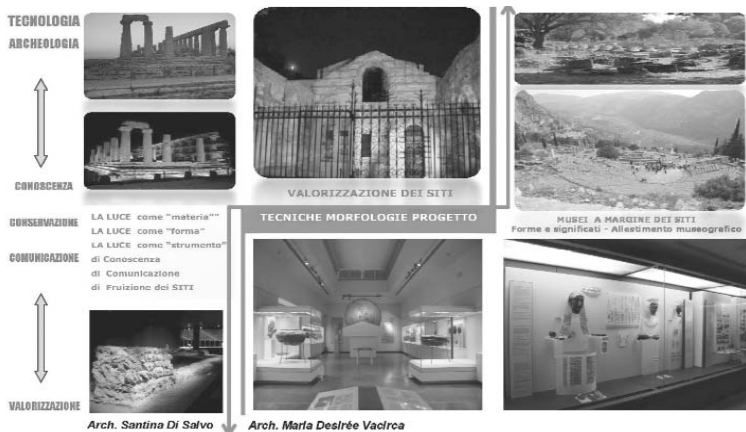 TECNOLOGIA
ARCHEOLOGIA
CONOSCENZA
CONSERVAZIONE
COMUNICAZIONE
VALORIZZAZIONE
VALORIZZAZIONE DEI SITI
TECNICHE MORFOLOGIE PROGETTO
LA LUCE come "materia""
LA LUCE come "forma"
LA LUCE come "strumento"
di Conoscenza
di Comunicazione
di Fruizione dei SITI
MUSEI A MARGINE DEI SITI
Forme e significati - Allestimento museografico
Arch. Santina Di Salvo
Arch. Maria Desirée Vacirca